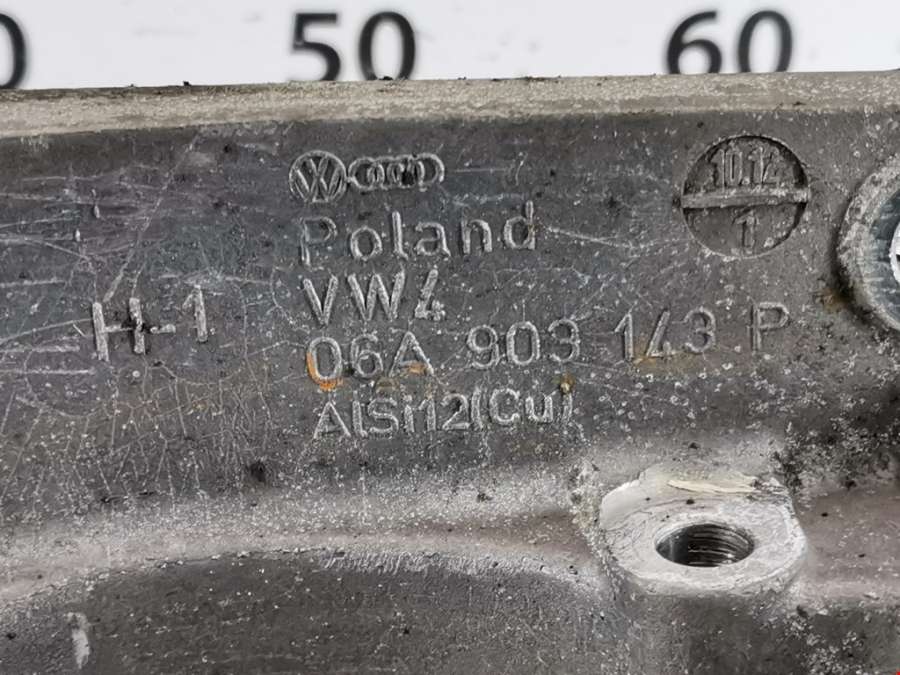 50
60
10.14
1
Poland
VW4
H-1
06A 903 143 P
AlSi12(Cu)